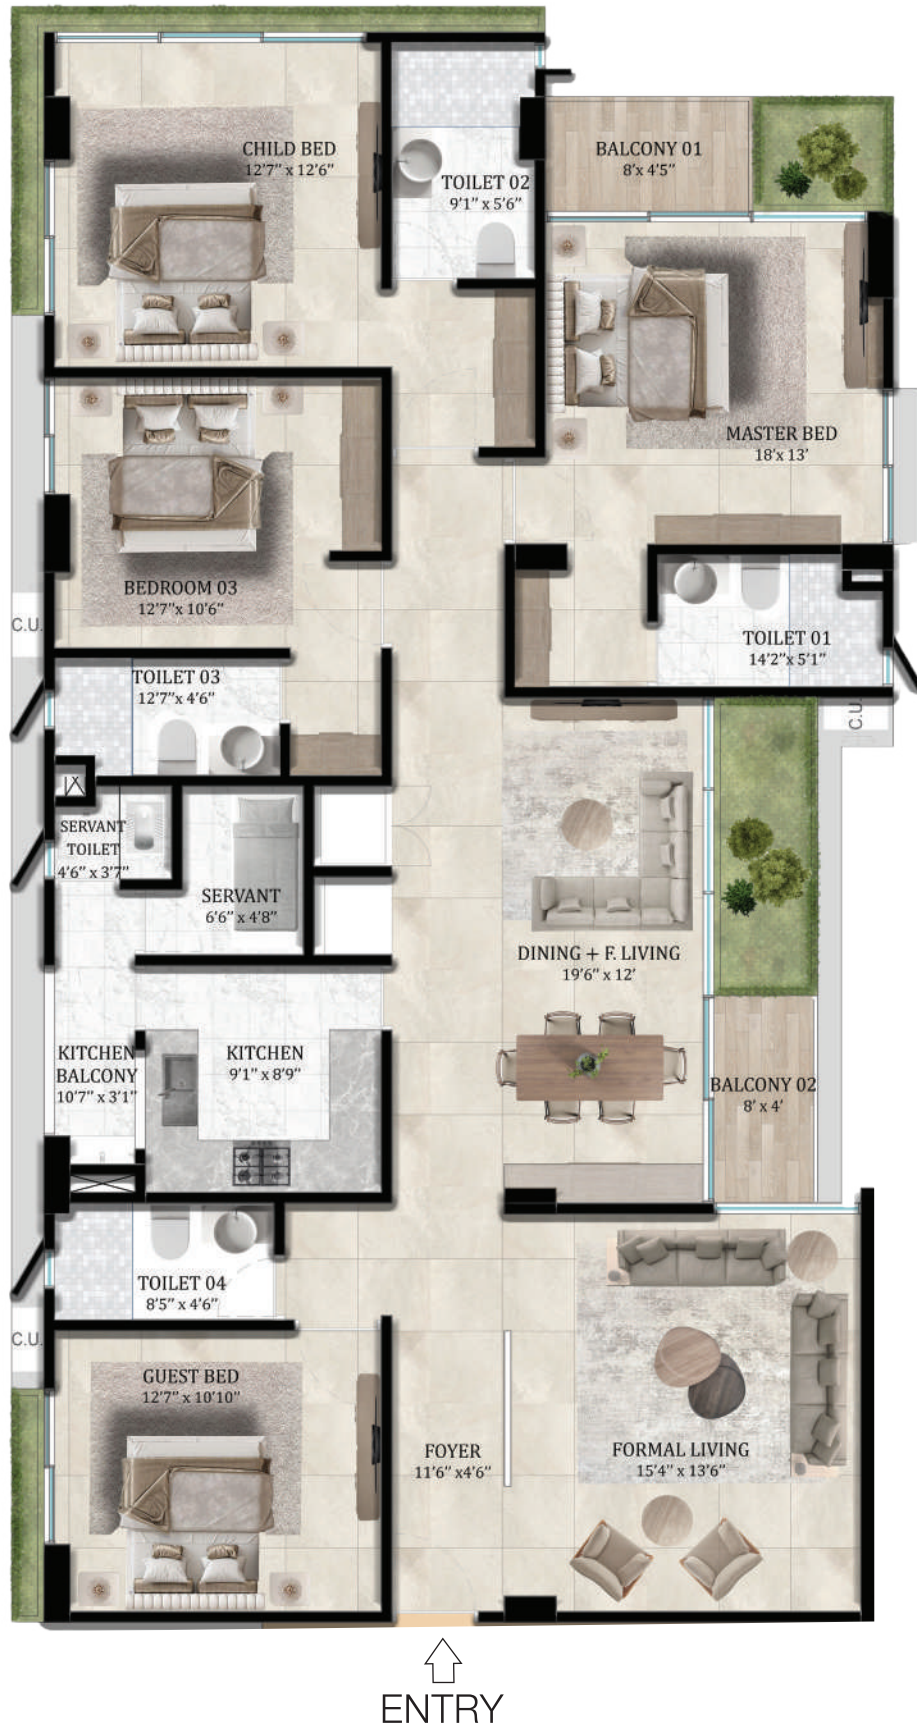 CHILD BED
12'7" x 12'6"
TOILET 02
9'1" x 5'6"
BALCONY 01
8'x 4'5"
MASTER BED
18'x 13'
BEDROOM 03
12'7"x 10'6"
C.U.
TOILET 01
14'2"x 5'1"
TOILET 03
12'7"x 4'6"
C.U
SERVANT
TOILET
4'6" x 3'7"
SERVANT
6'6" x 4'8"
DINING + F. LIVING
19'6" x 12'
KITCHEN
BALCONY
10'7" x 3'1"
KITCHEN
9'1" x 8'9"
BALCONY 02
8' x 4'
TOILET 04
8'5" x 4'6"
C.U.
GUEST BED
12'7" x 10'10"
FOYER
11'6" x4'6"
FORMAL LIVING
15'4" x 13'6"
ENTRY